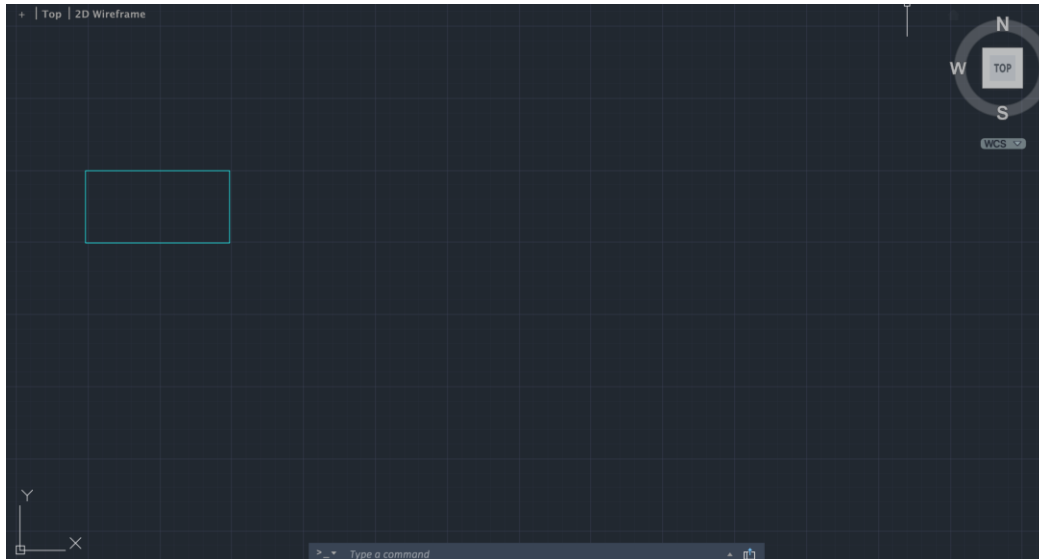 + | Top | 2D Wireframe
N
W
TOP
S
WCS
Y
X
>_ Type a command